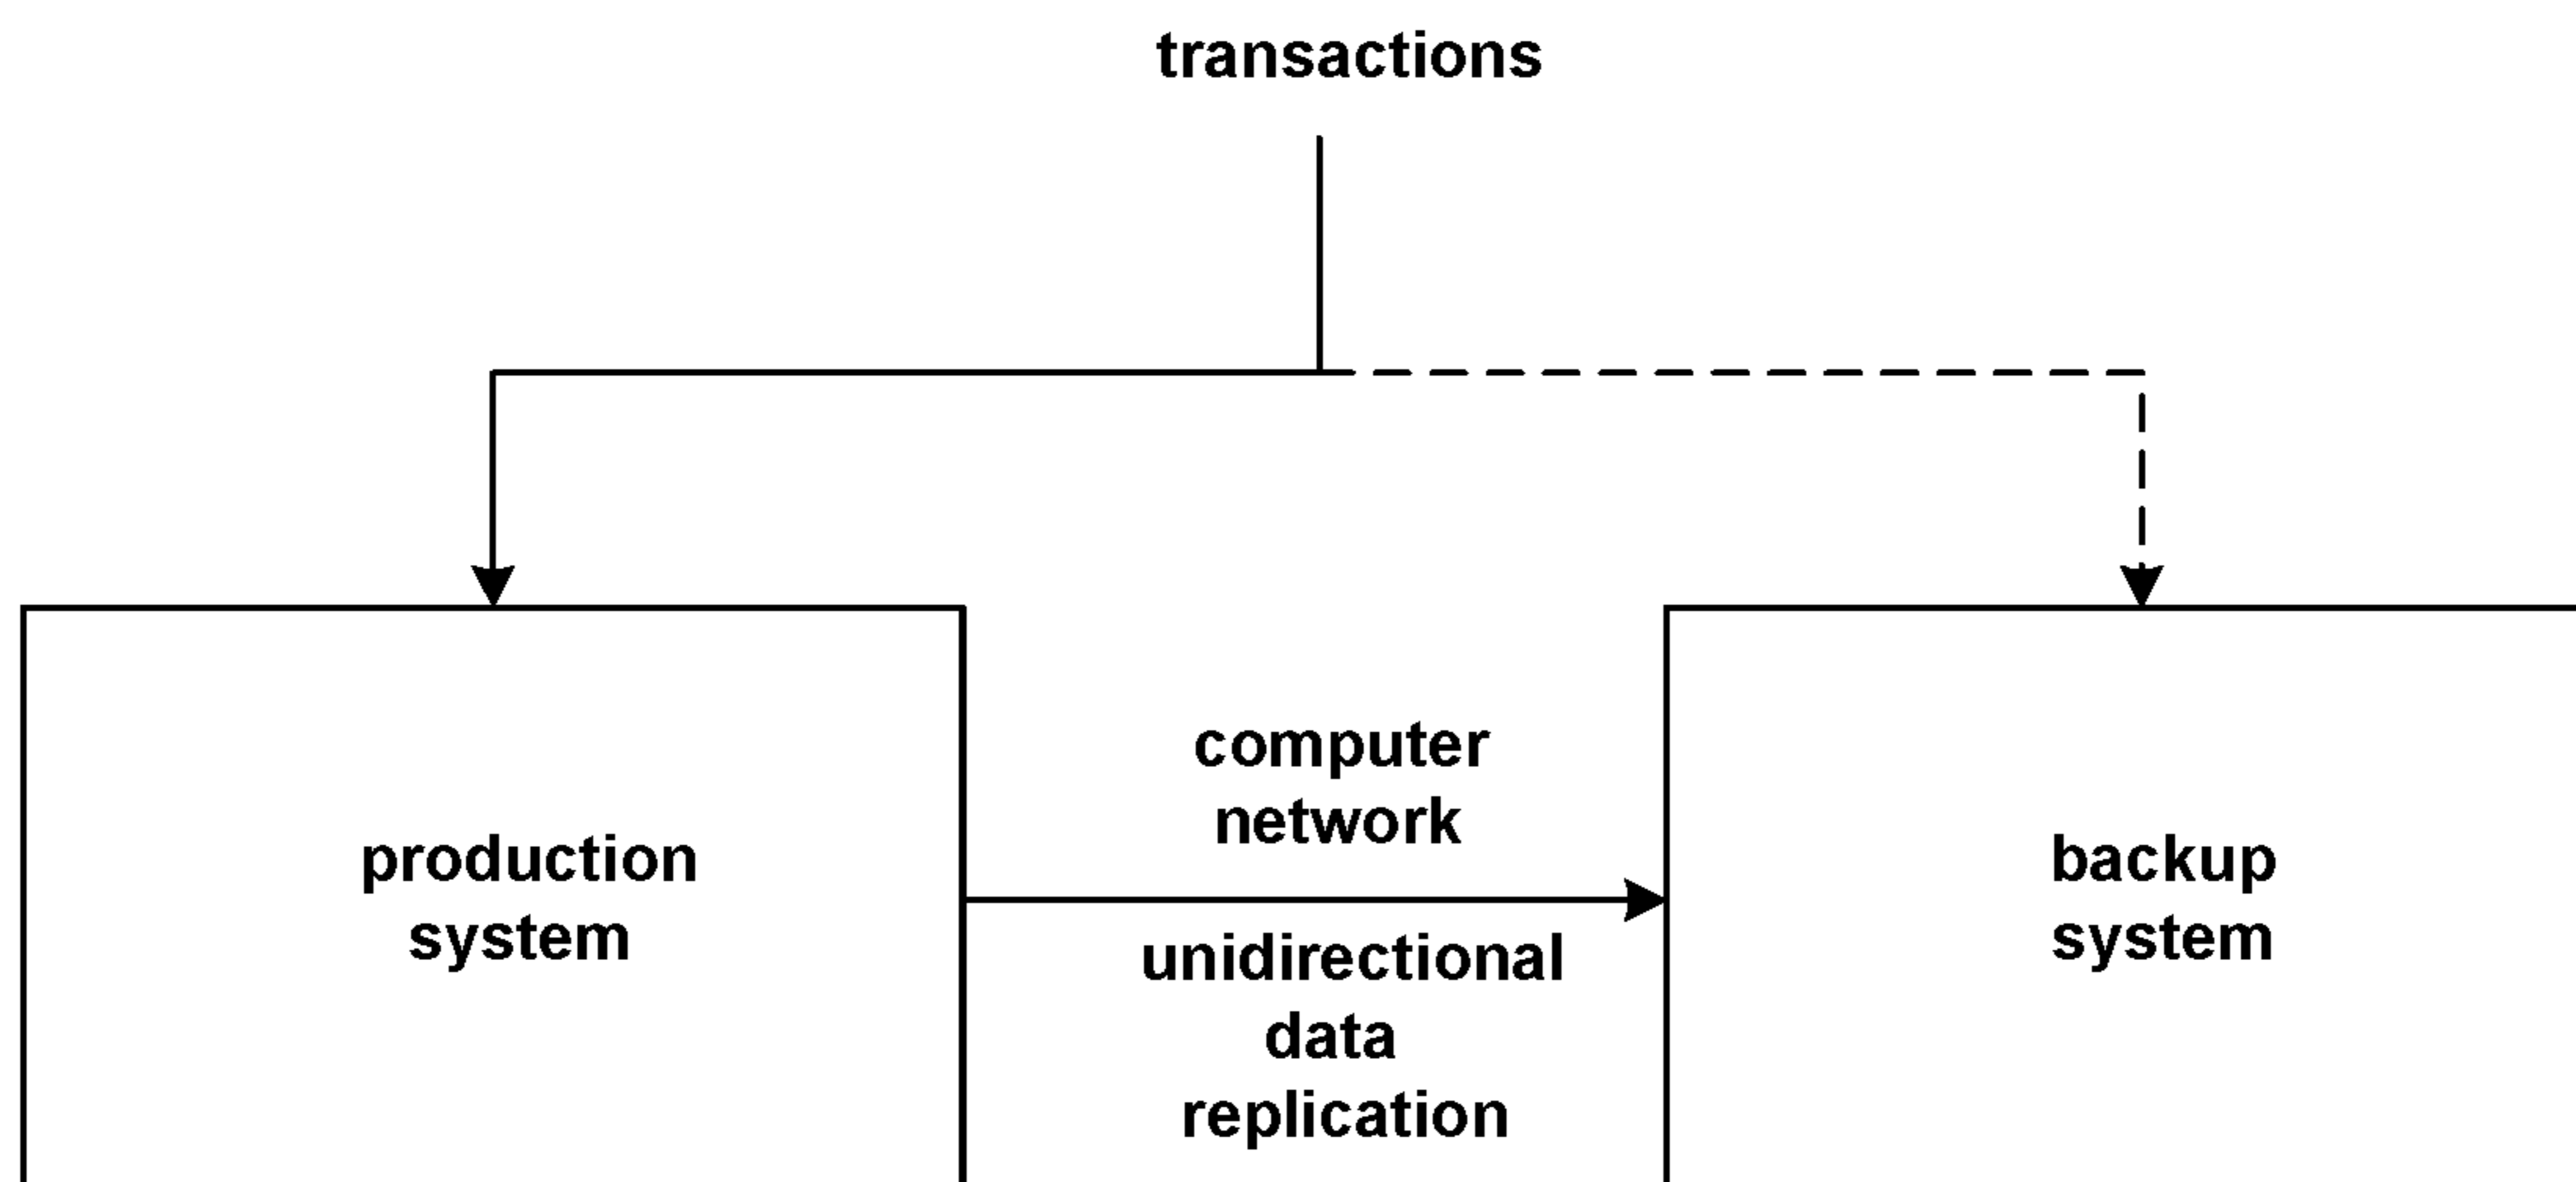 transactions
production
system
computer
network
unidirectional
data
replication
backup
system